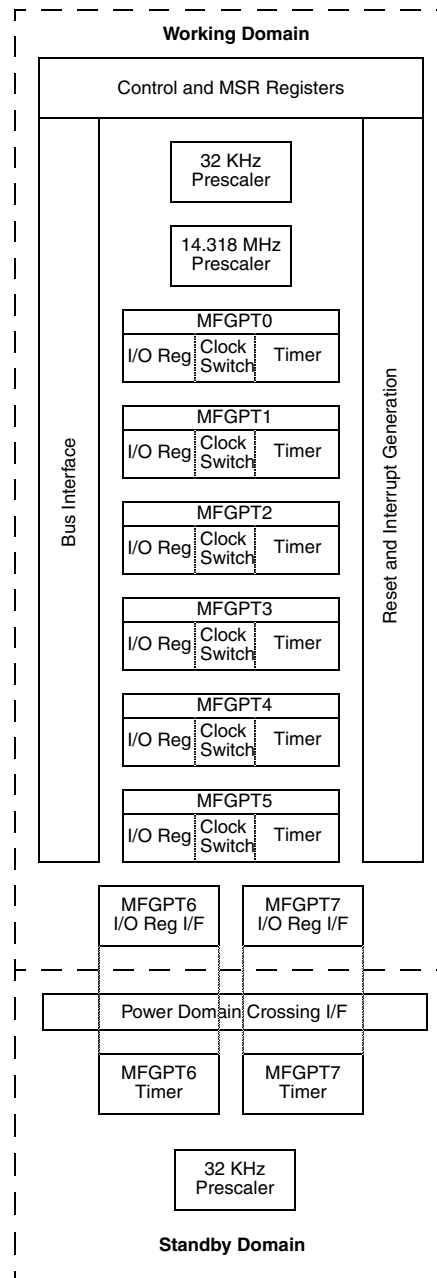 Working Domain
Control and MSR Registers
Bus Interface
Reset and Interrupt Generation
32 KHz
Prescaler
14.318 MHz
Prescaler
MFGPT0
I/O Reg Clock Switch Timer
MFGPT1
I/O Reg Clock Switch Timer
MFGPT2
I/O Reg Clock Switch Timer
MFGPT3
I/O Reg Clock Switch Timer
MFGPT4
I/O Reg Clock Switch Timer
MFGPT5
I/O Reg Clock Switch Timer
MFGPT6
I/O Reg I/F
MFGPT7
I/O Reg I/F
Power Domain Crossing I/F
MFGPT6
Timer
MFGPT7
Timer
32 KHz
Prescaler
Standby Domain